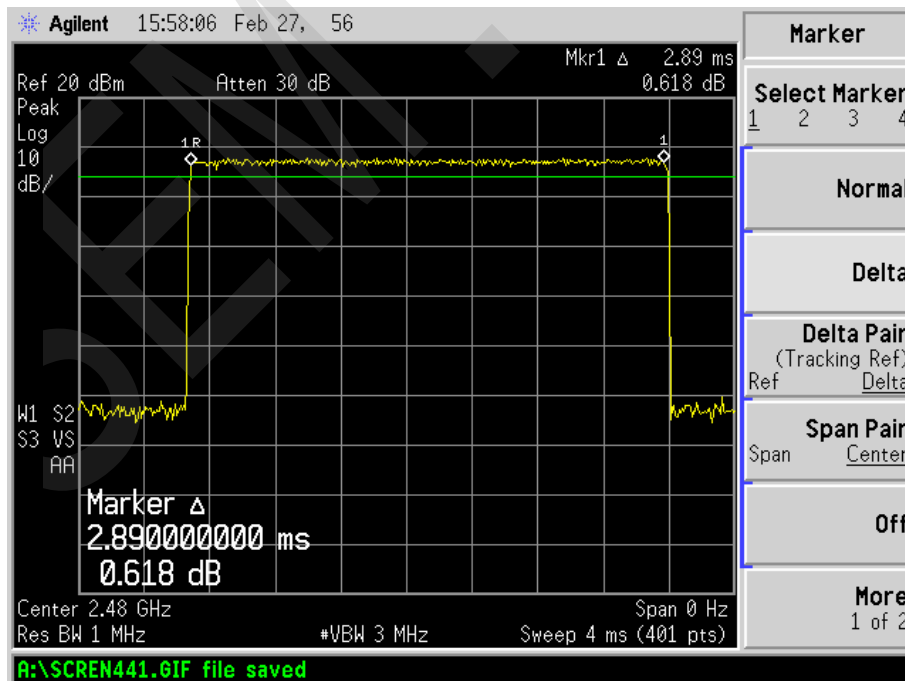 Agilent 15:58:06 Feb 27, 56
Mkr1 Δ 2.89 ms
Ref 20 dBm Atten 30 dB 0.618 dB
Peak
Log
10
dB/
1R
1
W1 S2
S3 VS
AA
Marker Δ
2.890000000 ms
0.618 dB
Center 2.48 GHz Span 0 Hz
Res BW 1 MHz #VBW 3 MHz Sweep 4 ms (401 pts)
A:\SCREN441.GIF file saved
Marker
Select Marker
1 2 3 4
Normal
Delta
Delta Pair
(Tracking Ref)
Ref Delta
Span Pair
Span Center
Off
More
1 of 2